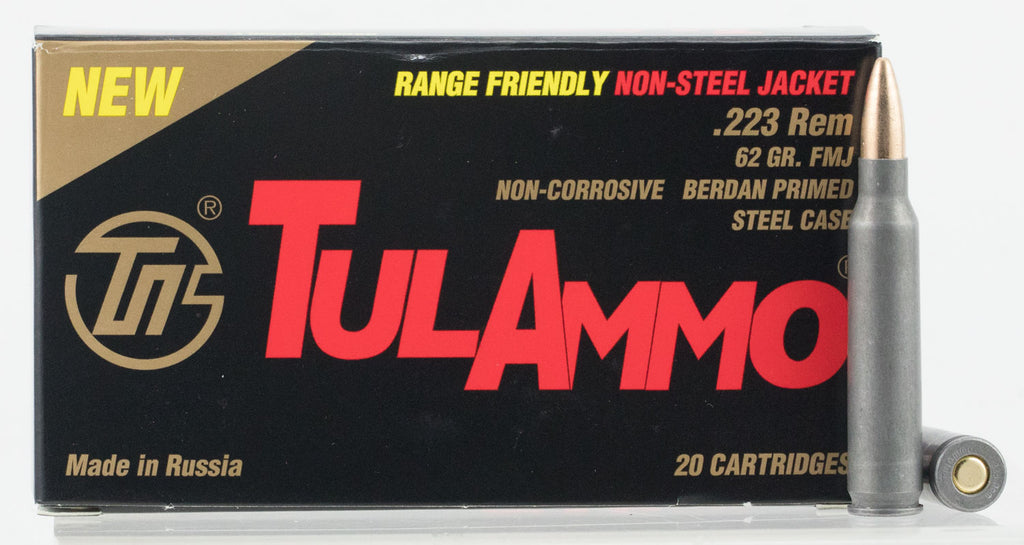 NEW
RANGE FRIENDLY NON-STEEL JACKET
.223 Rem
62 GR. FMJ
NON-CORROSIVE BERDAN PRIMED
STEEL CASE
®
TULAMMO
Made in Russia
20 CARTRIDGES